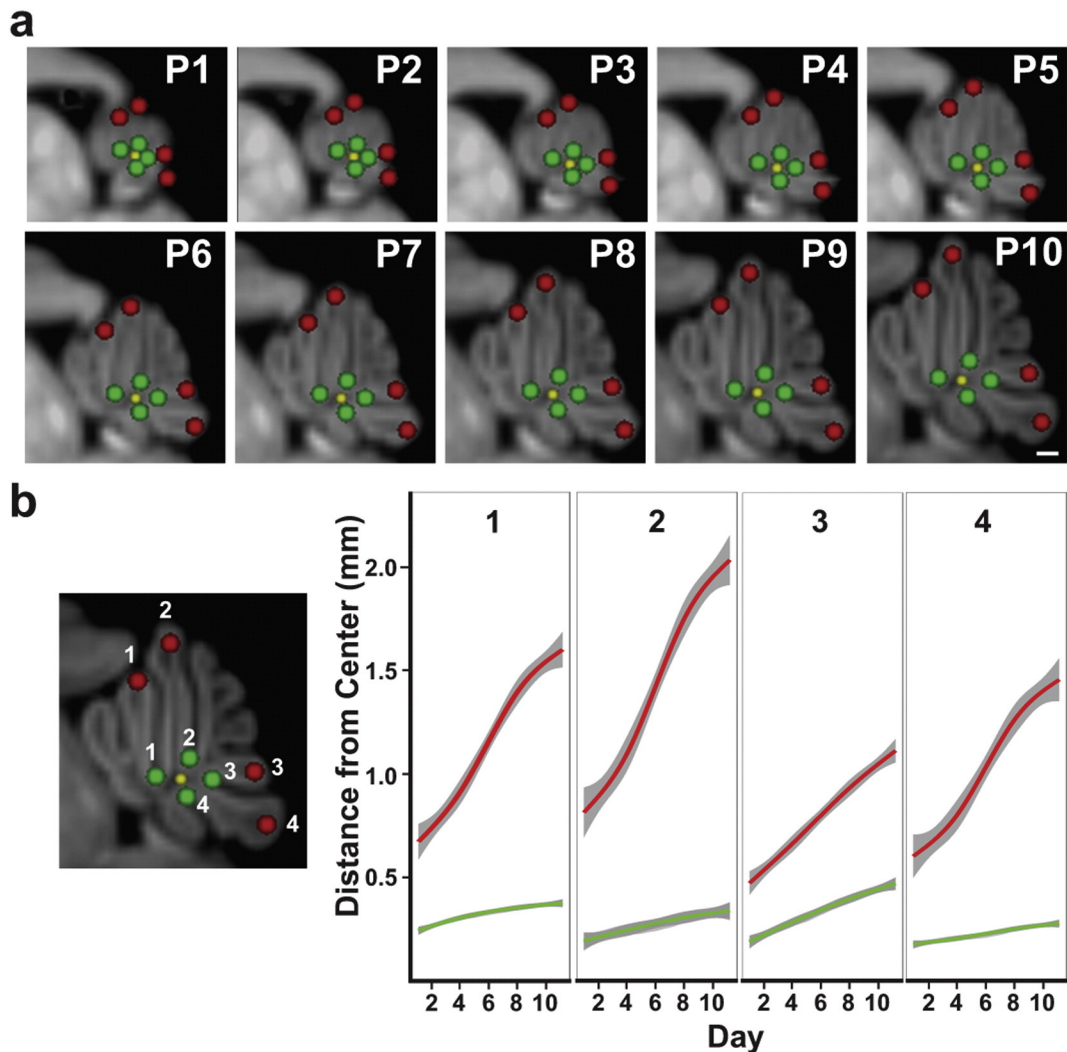 a
P1 P2 P3 P4 P5
P6 P7 P8 P9 P10
b
1 2 3 4
2
1
2
1
3 3
4
4
Distance from Center (mm)
2.0
1.5
1.0
0.5
2 4 6 8 10 2 4 6 8 10 2 4 6 8 10 2 4 6 8 10
Day